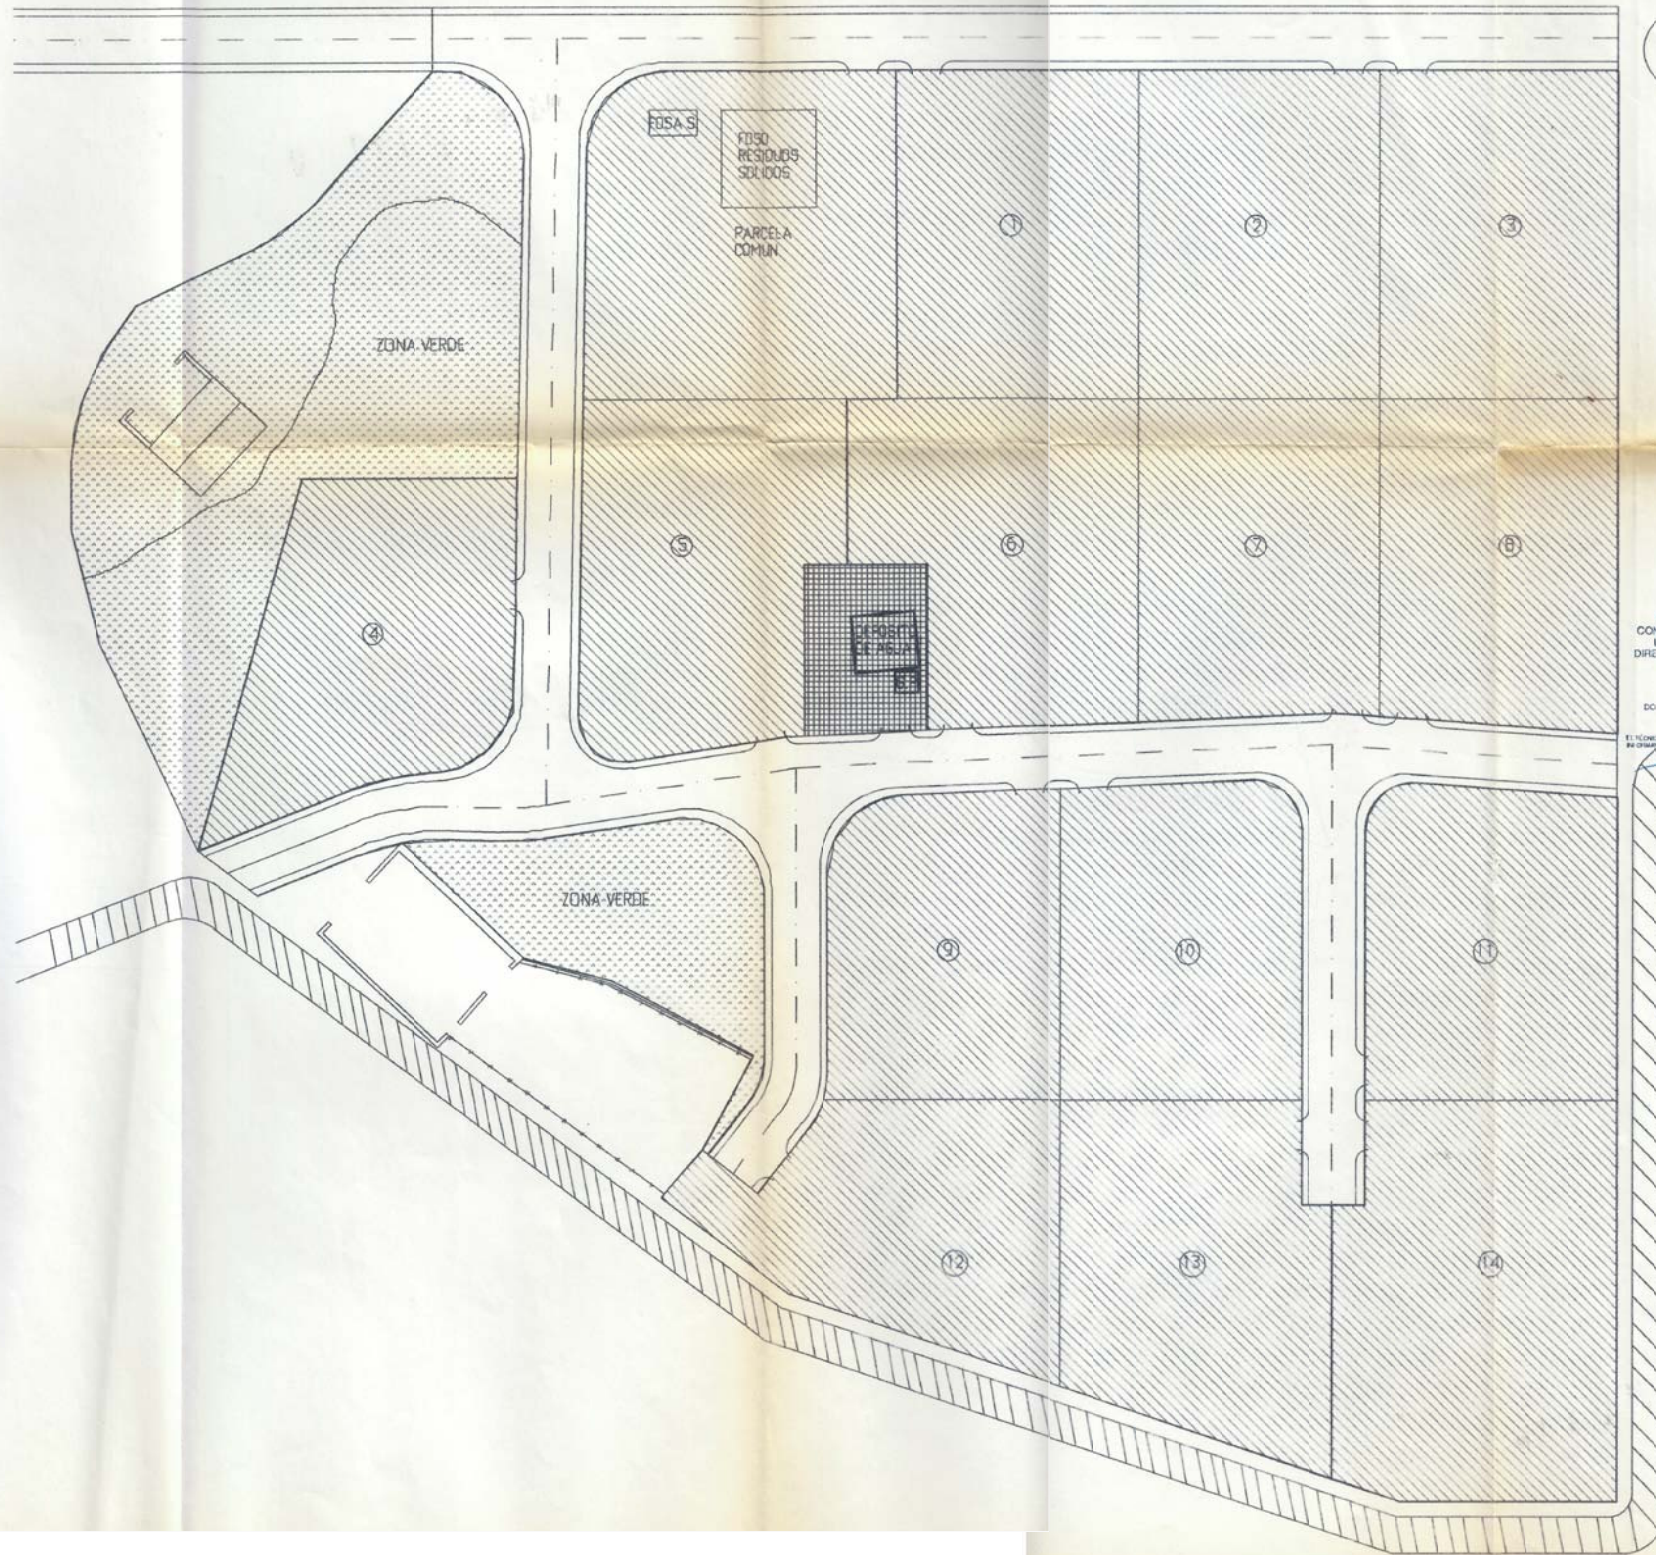 FOSA S
FOSO
RESIDUOS
SOLIDOS
PARCELA
COMUN
1
2
3
ZONA VERDE
5
6
7
8
4
DEPOSITO
DE AGUA
ZONA VERDE
9
10
11
12
13
14